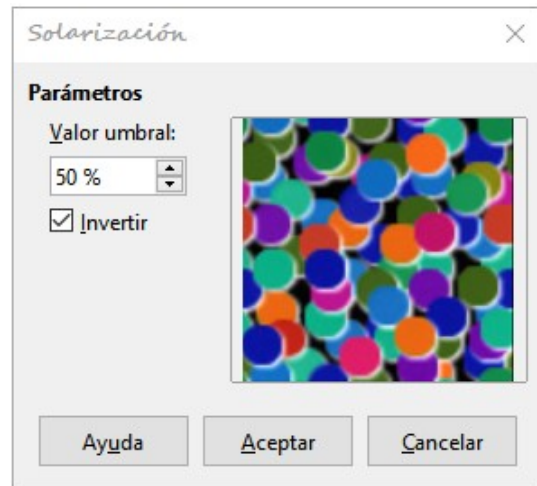 Solarización
Parámetros
Valor umbral:
50 %
Invertir
Ayuda
Aceptar
Cancelar